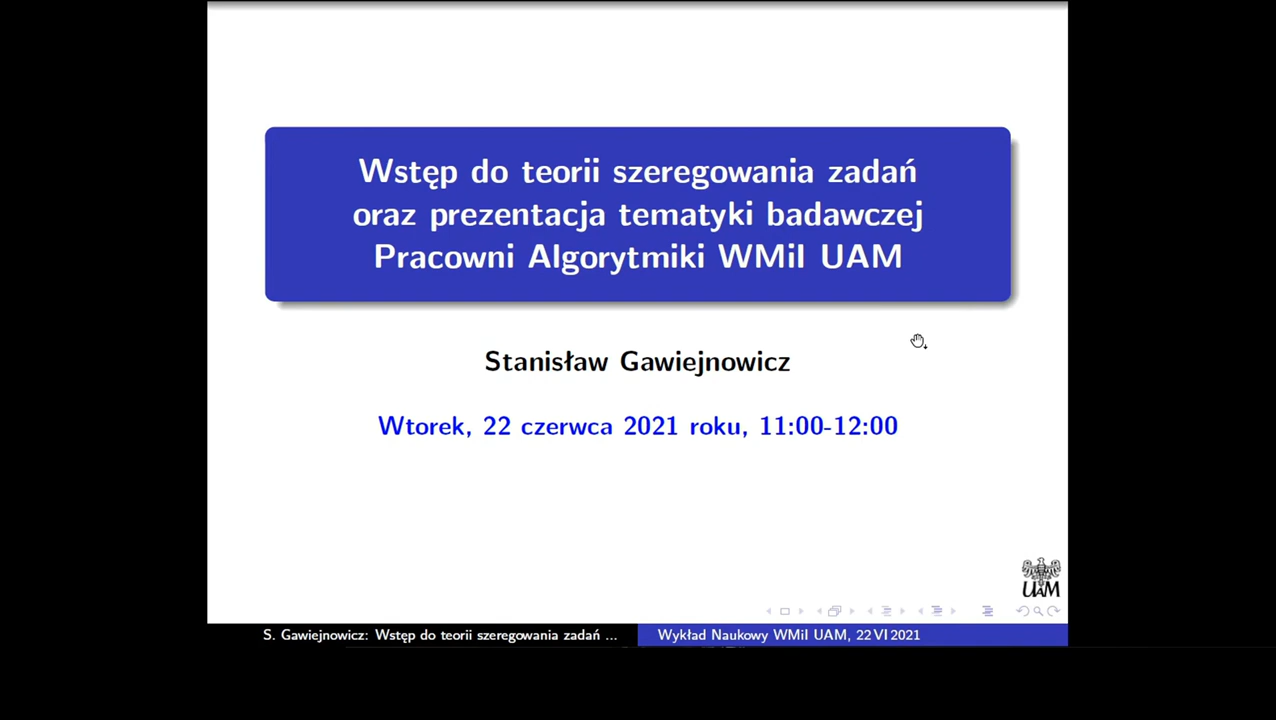 Wstęp do teorii szeregowania zadań
oraz prezentacja tematyki badawczej
Pracowni Algorytmiki WMiI UAM
Stanisław Gawiejnowicz
Wtorek, 22 czerwca 2021 roku, 11:00-12:00
UAM
S. Gawiejnowicz: Wstęp do teorii szeregowania zadań ...
Wykład Naukowy WMiI UAM, 22 VI 2021